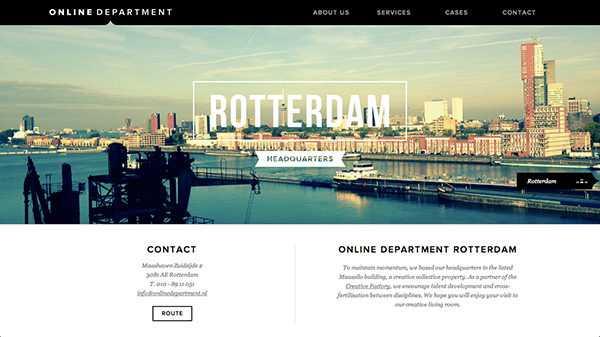 ONLINE DEPARTMENT
ABOUT US SERVICES CASES CONTACT
ROTTERDAM
HEADQUARTERS
Rotterdam
CONTACT
Maashaven Zuidzijde 2
3081 AE Rotterdam
T. 010 - 89 11 051
info@onlinedepartment.nl
ROUTE
ONLINE DEPARTMENT ROTTERDAM
To maintain momentum, we based our headquarters in the listed
Maassilo building, a creative collective property. As a partner of the
Creative Factory, we encourage talent development and cross-
fertilisation between disciplines. We hope you will enjoy your visit to
our creative living room.